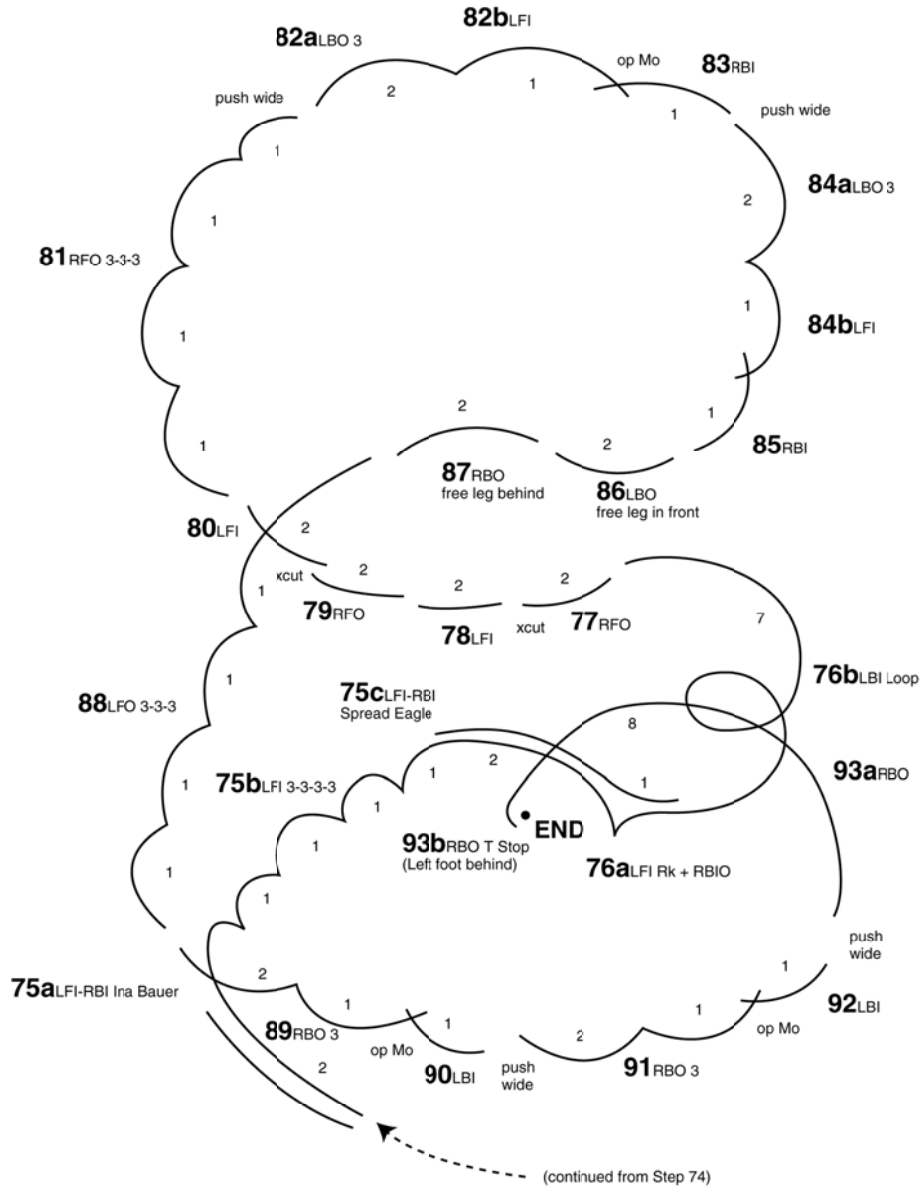 82b LFI
82a LBO 3
op Mo
83 RBI
2
1
push wide
1
push wide
1
84a LBO 3
2
1
81 RFO 3-3-3
1
84b LFI
1
2
1
1
2
85 RBI
87 RBO
free leg behind
86 LBO
free leg in front
80 LFI
2
xcut
2
2
2
1
79 RFO
78 LFI
xcut
77 RFO
7
76b LBI Loop
75c LFI-RBI
Spread Eagle
1
88 LFO 3-3-3
8
93a RBO
2
1
1
75b LFI 3-3-3-3
1
1
END
93b RBO T Stop
(Left foot behind)
76a LFI Rk + RBIO
1
1
1
push
wide
75a LFI-RBI Ina Bauer
2
1
92 LBI
1
1
89 RBO 3
op Mo
1
2
op Mo
90 LBI
push
wide
91 RBO 3
2
(continued from Step 74)